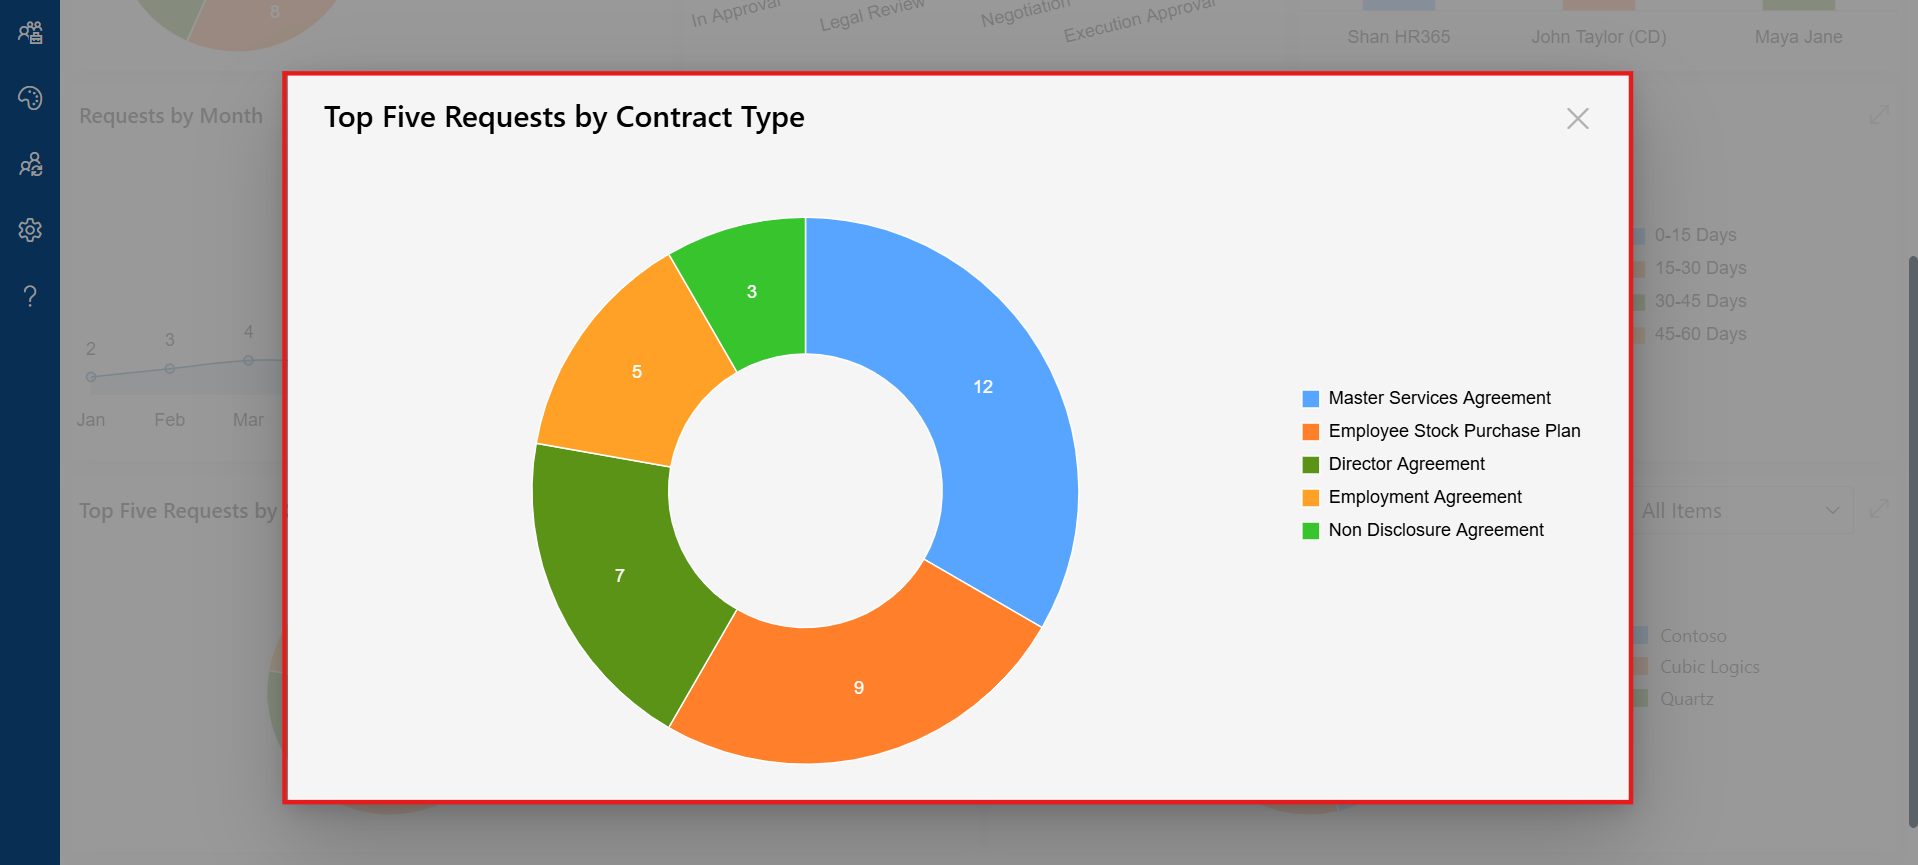 8
In Approval
Legal Review
Negotiation
Execution Approval
Shan HR365
John Taylor (CD)
Maya Jane
Requests by Month
Top Five Requests by Contract Type
2
3
4
Jan
Feb
Mar
3
12
5
7
9
Master Services Agreement
Employee Stock Purchase Plan
Director Agreement
Employment Agreement
Non Disclosure Agreement
0-15 Days
15-30 Days
30-45 Days
45-60 Days
Top Five Requests by
All Items
Contoso
Cubic Logics
Quartz